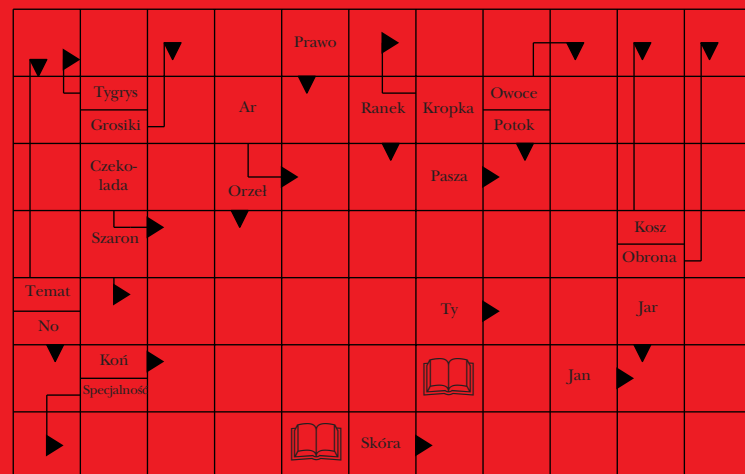 Prawo
Tygrys
Grosiki
Ar
Ranek
Kropka
Owoce
Potok
Czeko-
lada
Orzeł
Pasza
Szaron
Kosz
Obrona
Temat
No
Ty
Jar
Koń
Specjalność
Jan
Skóra